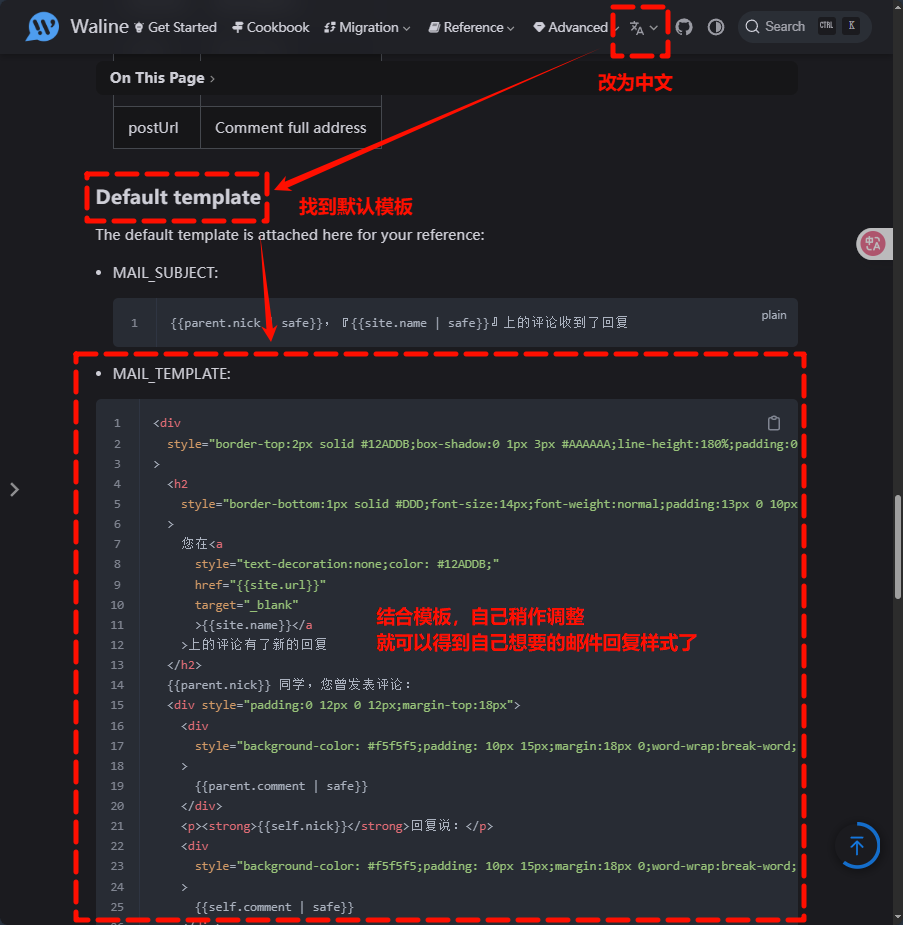 Waline Get Started Cookbook Migration Reference Advanced Search CTRL K
改为中文
On This Page
postUrl Comment full address
Default template
找到默认模板
The default template is attached here for your reference:
• MAIL_SUBJECT:
plain
1 {{parent.nick | safe}}，『{{site.name | safe}}』上的评论收到了回复
• MAIL_TEMPLATE:
1 <div
2 style="border-top:2px solid #12ADDB;box-shadow:0 1px 3px #AAAAAA;line-height:180%;padding:0
3 >
4 <h2
5 style="border-bottom:1px solid #DDD;font-size:14px;font-weight:normal;padding:13px 0 10px
6 >
7 您在<a
8 style="text-decoration:none;color: #12ADDB;"
9 href="{{site.url}}"
10 target="_blank"
11 >{{site.name}}</a
结合模板，自己稍作调整
12 >上的评论有了新的回复
就可以得到自己想要的邮件回复样式了
13 </h2>
14 {{parent.nick}} 同学，您曾发表评论：
15 <div style="padding:0 12px 0 12px;margin-top:18px">
16 <div
17 style="background-color: #f5f5f5;padding: 10px 15px;margin:18px 0;word-wrap:break-word;
18 >
19 {{parent.comment | safe}}
20 </div>
21 <p><strong>{{self.nick}}</strong>回复说：</p>
22 <div
23 style="background-color: #f5f5f5;padding: 10px 15px;margin:18px 0;word-wrap:break-word;
24 >
25 {{self.comment | safe}}